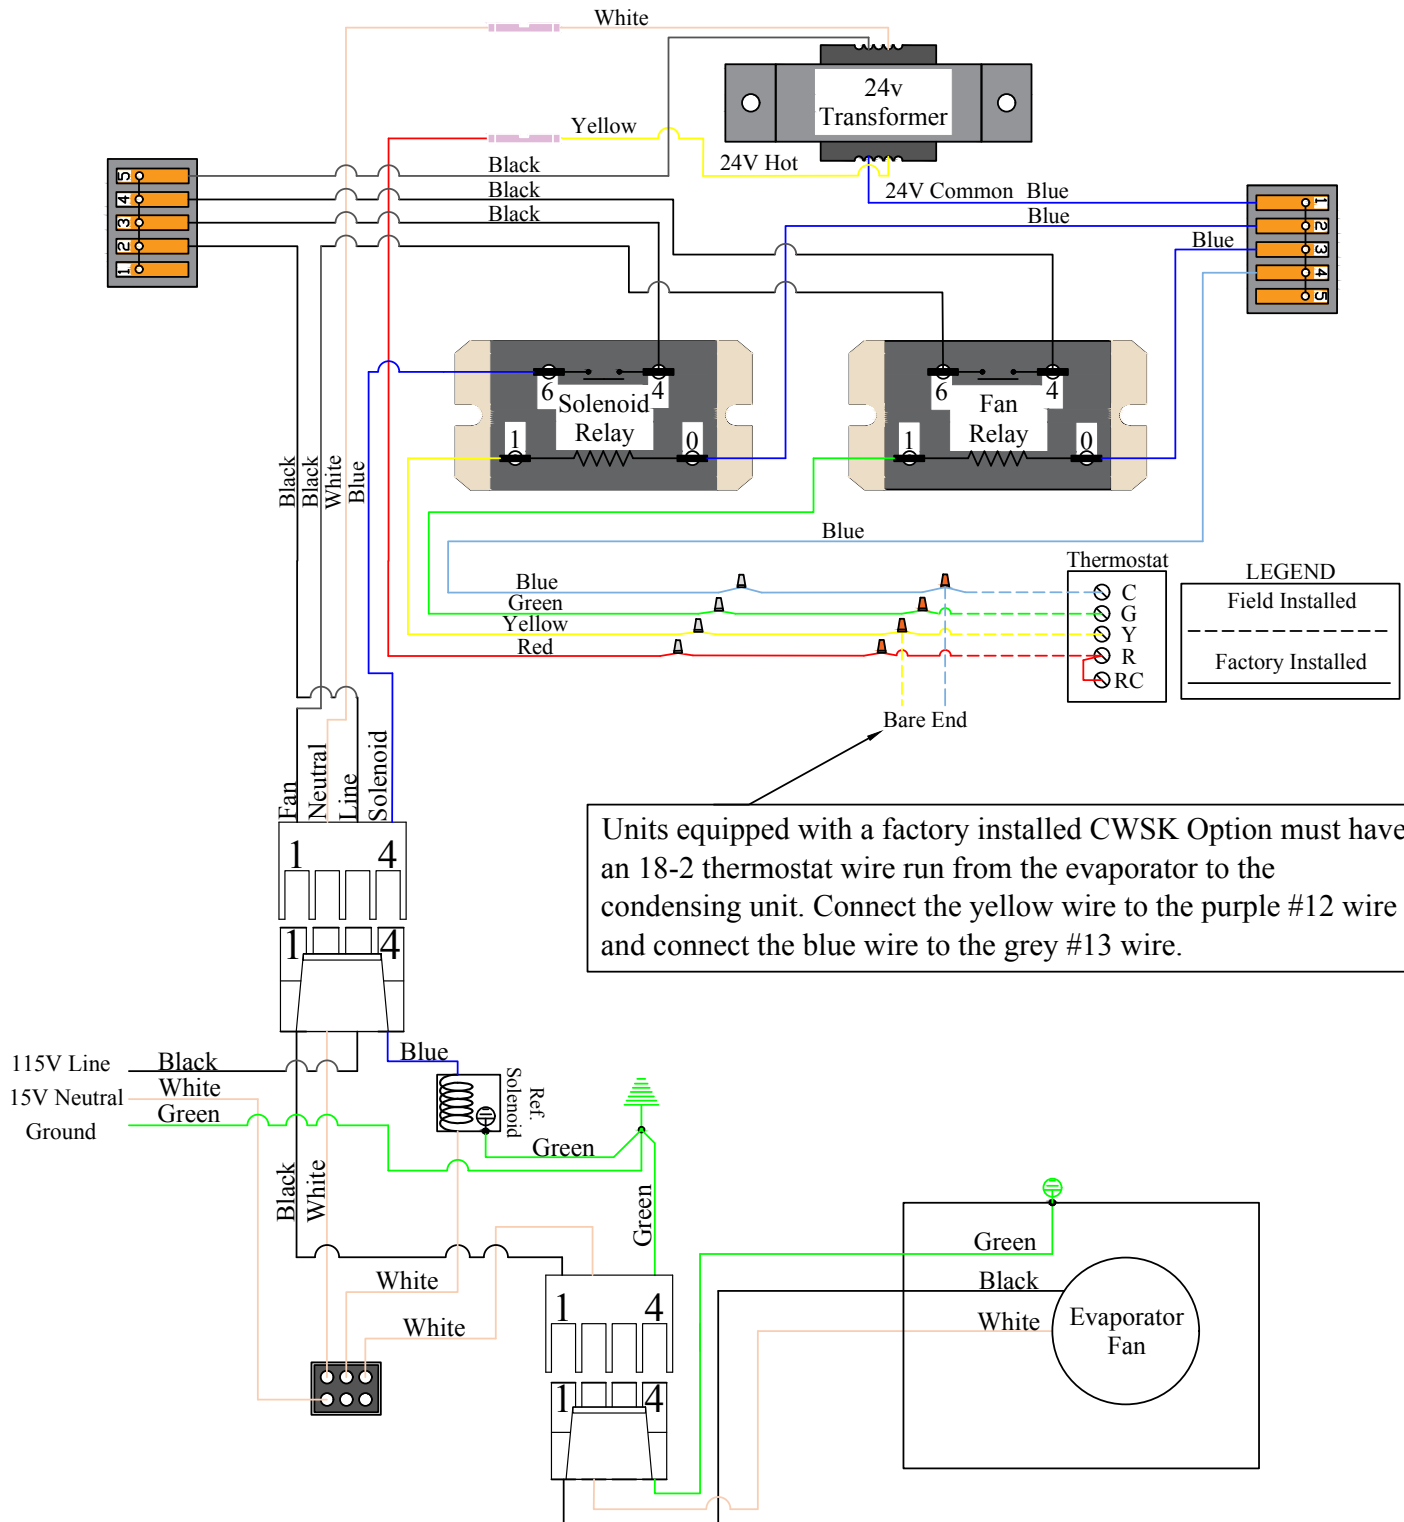 White
24v
Transformer
Yellow
24V Hot
Black
5
Black
24V Common Blue
4
1
Black
Blue
3
2
2
Blue
3
1
4
5
6
4
6
4
Solenoid
Relay
Fan
Relay
1
0
1
0
Black
Black
White
Blue
Blue
Thermostat
LEGEND
Blue
C
Field Installed
Green
G
Yellow
Y
Red
R
Factory Installed
RC
Bare End
Fan
Neutral
Line
Solenoid
Units equipped with a factory installed CWSK Option must have
an 18-2 thermostat wire run from the evaporator to the
condensing unit. Connect the yellow wire to the purple #12 wire
and connect the blue wire to the grey #13 wire.
1
4
1
4
115V Line
Black
Blue
15V Neutral
White
Ref.
Solenoid
Ground
Green
Green
Black
White
Green
Green
White
Black
1
4
White
White
Evaporator
Fan
1
4